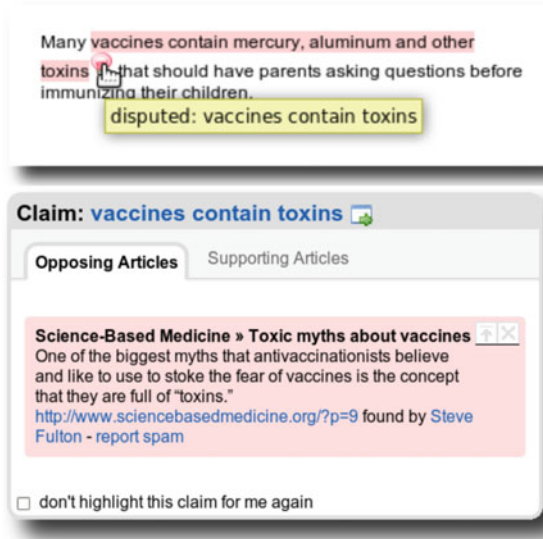 Many vaccines contain mercury, aluminum and other
toxins that should have parents asking questions before
immunizing their children.
disputed: vaccines contain toxins
Claim: vaccines contain toxins
Opposing Articles
Supporting Articles
Science-Based Medicine » Toxic myths about vaccines
One of the biggest myths that antivaccinationists believe
and like to use to stoke the fear of vaccines is the concept
that they are full of “toxins.”
http://www.sciencebasedmedicine.org/?p=9 found by Steve
Fulton - report spam
don't highlight this claim for me again